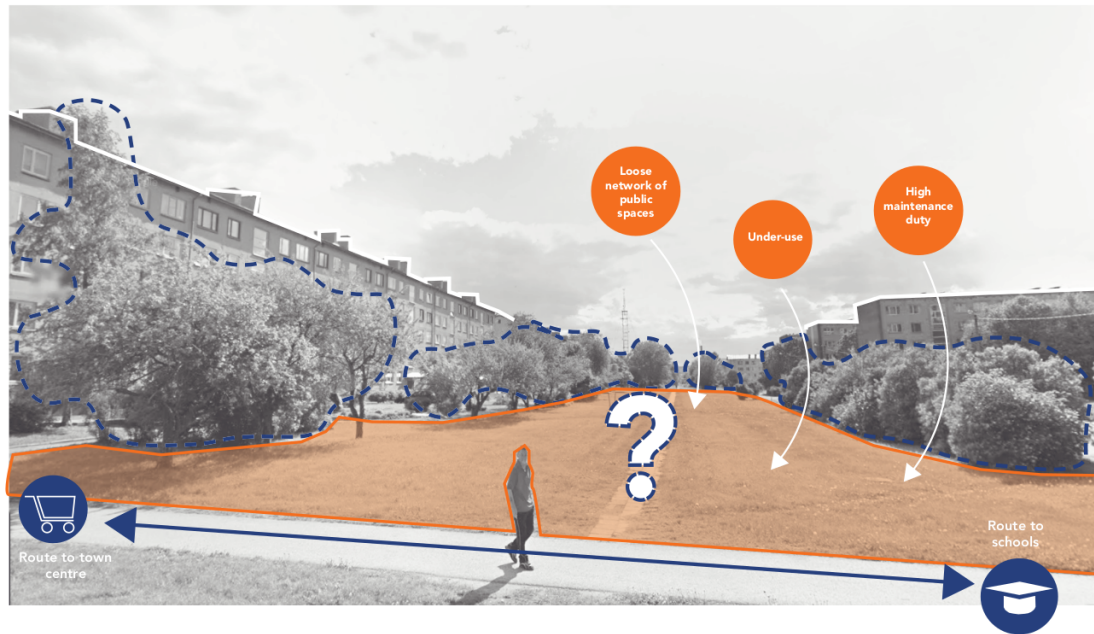 Loose
network of
public
spaces
Under-use
High
maintenance
duty
?
Route to town
centre
Route to
schools